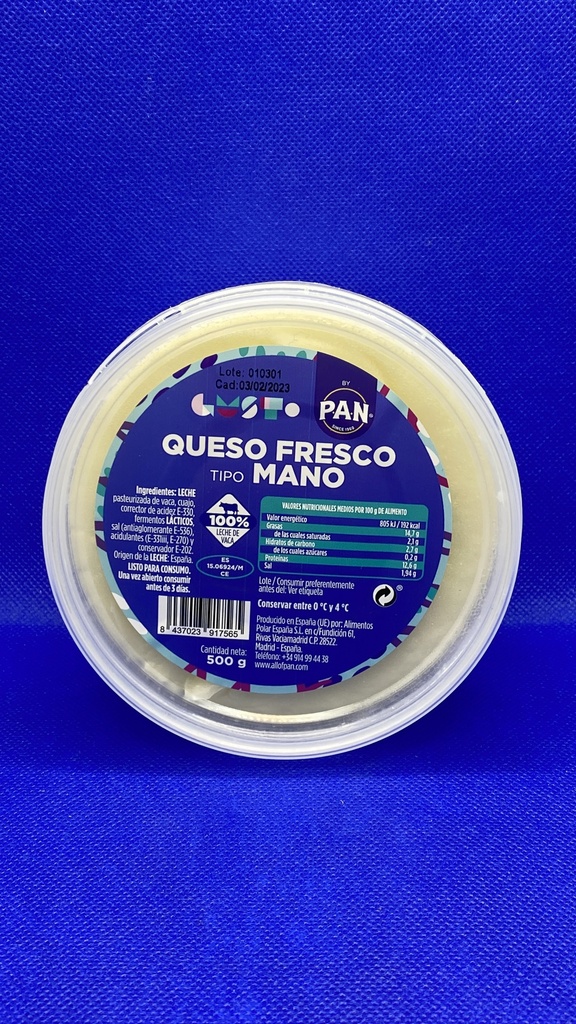 Lote: 010301
Cad:03/02/2023
GUSTO
BY
PAN®
SINCE 1960
QUESO FRESCO
TIPO MANO
Ingredientes: LECHE
pasteurizada de vaca, cuajo,
corrector de acidez E-330,
fermentos LÁCTICOS,
sal (antiaglomerante E-536),
acidulantes (E-331iii, E-270) y
conservador E-202.
Origen de la LECHE: España.
LISTO PARA CONSUMO.
Una vez abierto consumir
antes de 3 días.
100%
LECHE DE
VACA
ES
15.06924/M
CE
VALORES NUTRICIONALES MEDIOS POR 100 g DE ALIMENTO
Valor energético 805 kJ / 192 kcal
Grasas 14,7 g
de las cuales saturadas 2,1 g
Hidratos de carbono 2,7 g
de los cuales azúcares 0,2 g
Proteínas 12,6 g
Sal 1,94 g
Lote / Consumir preferentemente
antes del: Ver etiqueta
®
Conservar entre 0 °C y 4 °C
8 437023 917565
Producido en España (UE) por: Alimentos
Polar España S.L. en c/Fundición 61,
Rivas Vaciamadrid C.P. 28522.
Madrid - España.
Teléfono: +34 914 99 44 38
www.allofpan.com
Cantidad neta:
500 g